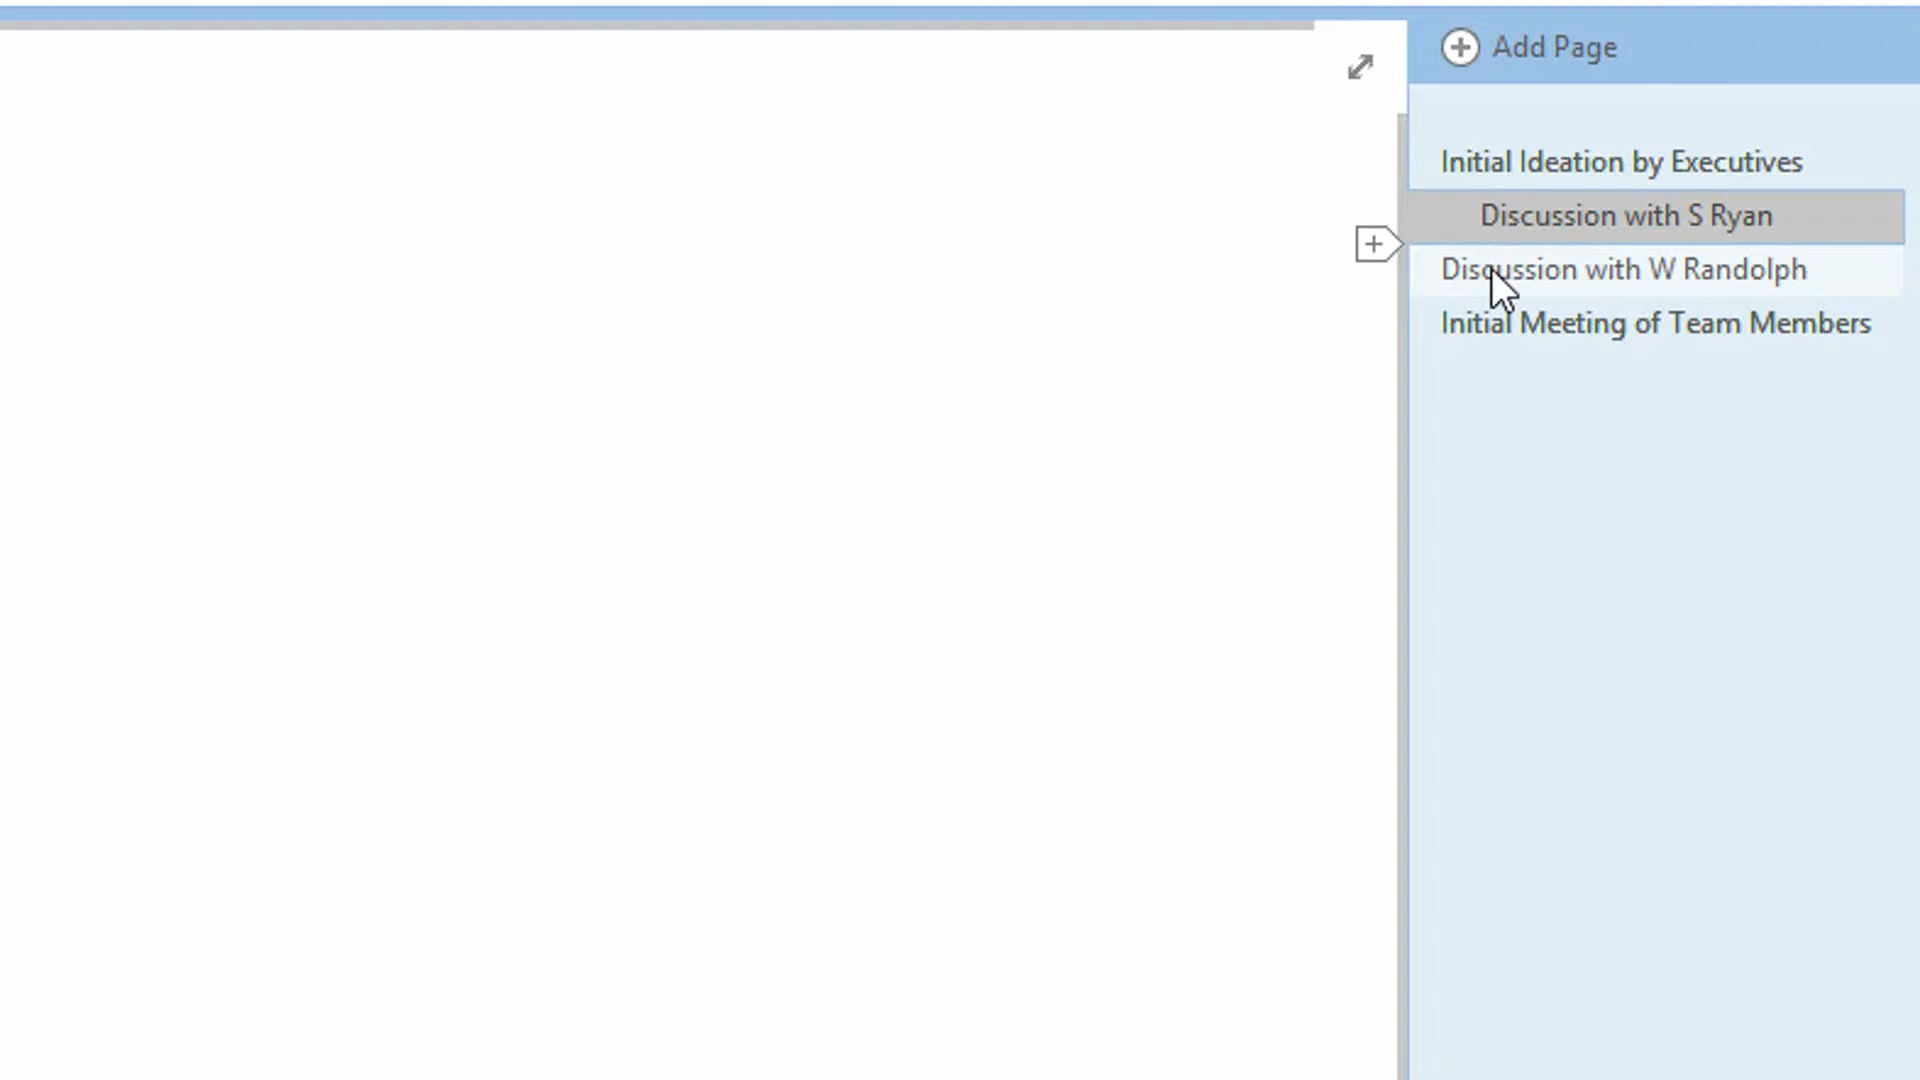 Add Page
Initial Ideation by Executives
Discussion with S Ryan
Discussion with W Randolph
Initial Meeting of Team Members